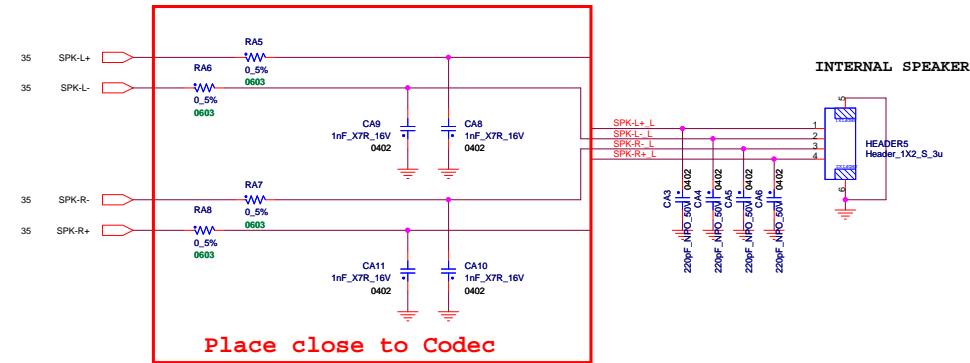 RA5
35 SPK-L+
0_5%
0603
RA6
35 SPK-L-
0_5%
0603
INTERNAL SPEAKER
CA9
1nF_X7R_16V
0402
CA8
1nF_X7R_16V
0402
SPK-L+_L
SPK-L-_L
SPK-R-_L
SPK-R+_L
1
2
3
4
5
6
HEADER5
Header_1X2_S_3u
CA3
220pF_NPO_50V
0402
CA4
220pF_NPO_50V
0402
CA5
220pF_NPO_50V
0402
CA6
220pF_NPO_50V
0402
RA7
35 SPK-R-
0_5%
0603
RA8
35 SPK-R+
0_5%
0603
CA11
1nF_X7R_16V
0402
CA10
1nF_X7R_16V
0402
Place close to Codec